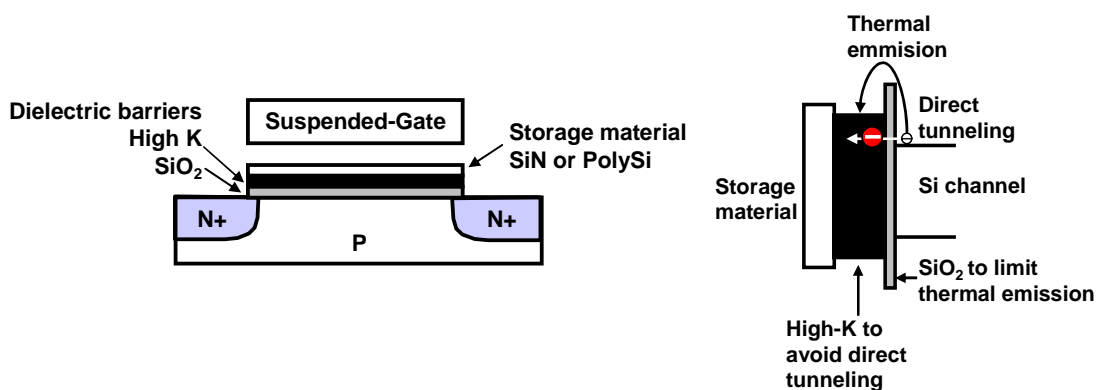 Dielectric barriers
High K
SiO2
Suspended-Gate
Storage material
SiN or PolySi
N+
N+
P
Thermal
emmision
Direct
tunneling
Storage
material
Si channel
SiO2 to limit
thermal emission
High-K to
avoid direct
tunneling